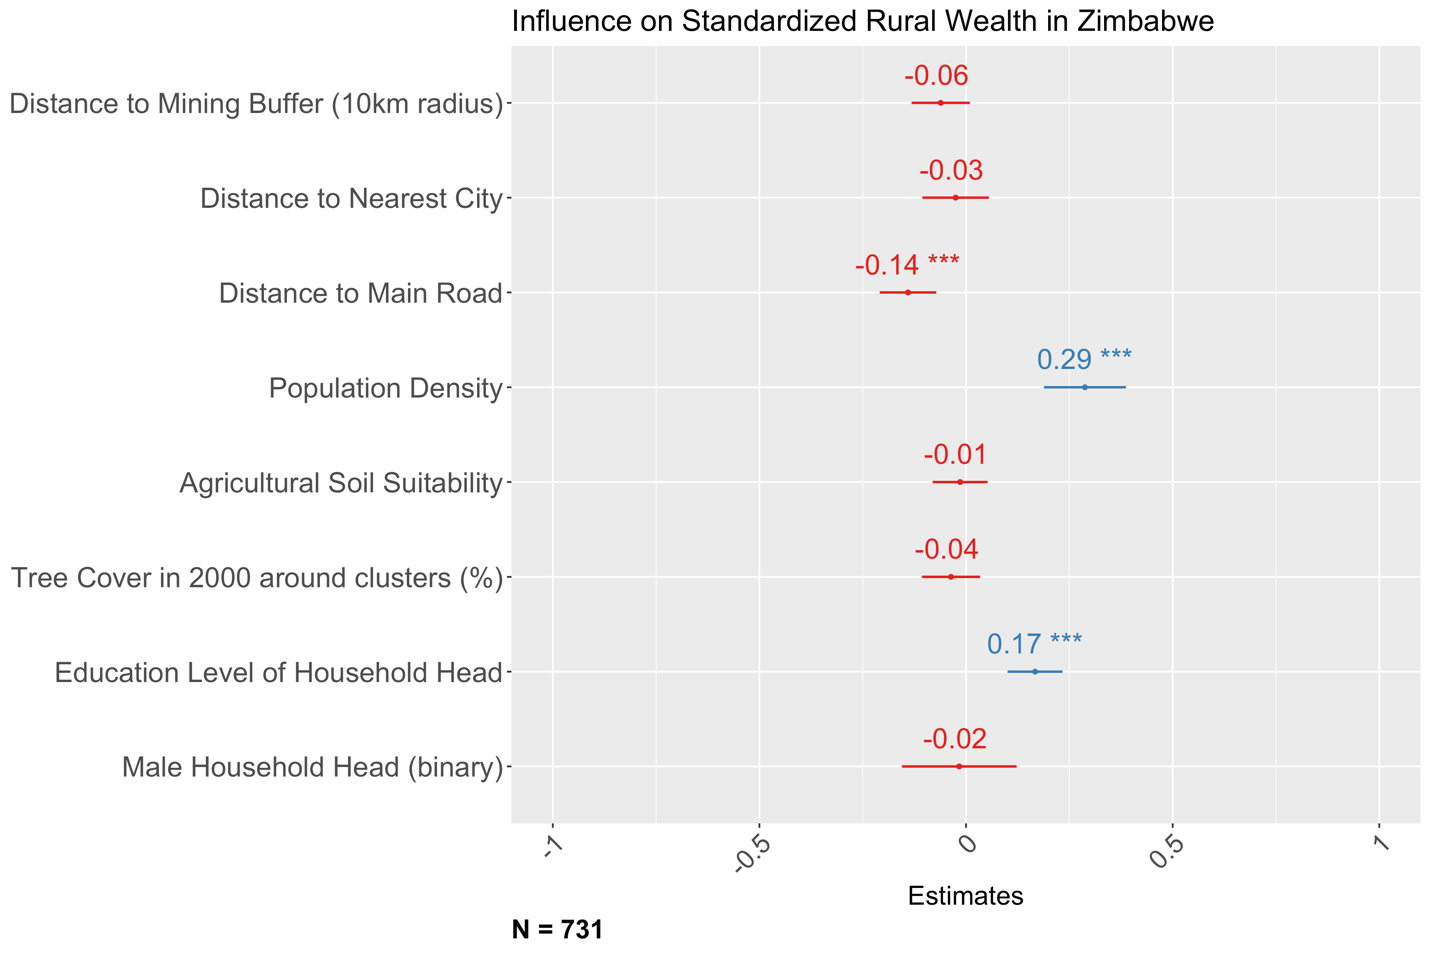 Influence on Standardized Rural Wealth in Zimbabwe
Distance to Mining Buffer (10km radius)
-0.06
Distance to Nearest City
-0.03
Distance to Main Road
-0.14 ***
Population Density
0.29 ***
Agricultural Soil Suitability
-0.01
Tree Cover in 2000 around clusters (%)
-0.04
Education Level of Household Head
0.17 ***
Male Household Head (binary)
-0.02
-1 -0.5 0 0.5 1
Estimates
N = 731